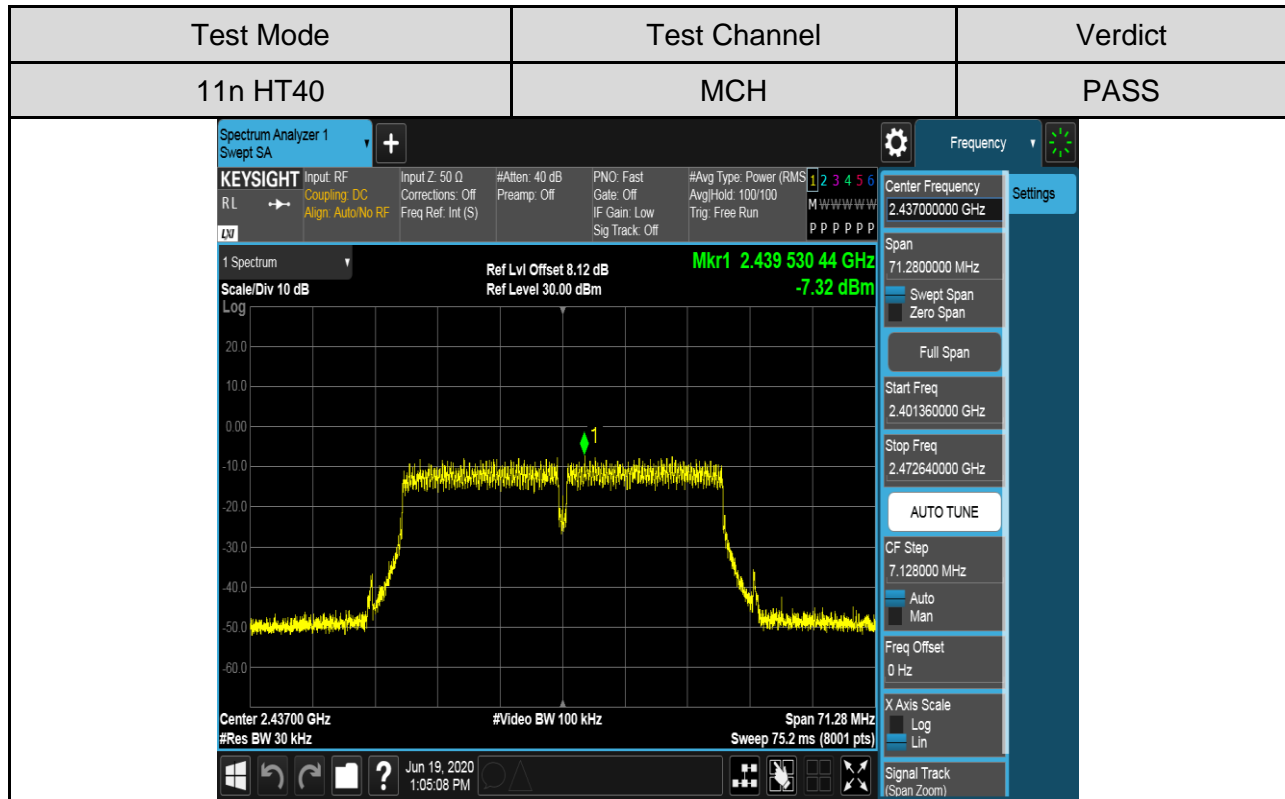 Test Mode Test Channel Verdict
11n HT40 MCH PASS
Spectrum Analyzer 1
Swept SA
+
Frequency
KEYSIGHT
RL
LXI
Input: RF
Coupling: DC
Align: Auto/No RF
Input Z: 50 Ω
Corrections: Off
Freq Ref: Int (S)
#Atten: 40 dB
Preamp: Off
PNO: Fast
Gate: Off
IF Gain: Low
Sig Track: Off
#Avg Type: Power (RMS
Avg|Hold: 100/100
Trig: Free Run
1 2 3 4 5 6
M W W W W W
P P P P P P
1 Spectrum
Scale/Div 10 dB
Ref Lvl Offset 8.12 dB
Ref Level 30.00 dBm
Mkr1 2.439 530 44 GHz
-7.32 dBm
Log
20.0
10.0
0.00
-10.0
-20.0
-30.0
-40.0
-50.0
-60.0
1
Center 2.43700 GHz
#Res BW 30 kHz
#Video BW 100 kHz
Span 71.28 MHz
Sweep 75.2 ms (8001 pts)
?
Jun 19, 2020
1:05:08 PM
Center Frequency
2.437000000 GHz
Span
71.2800000 MHz
Swept Span
Zero Span
Full Span
Start Freq
2.401360000 GHz
Stop Freq
2.472640000 GHz
AUTO TUNE
CF Step
7.128000 MHz
Auto
Man
Freq Offset
0 Hz
X Axis Scale
Log
Lin
Signal Track
(Span Zoom)
Settings